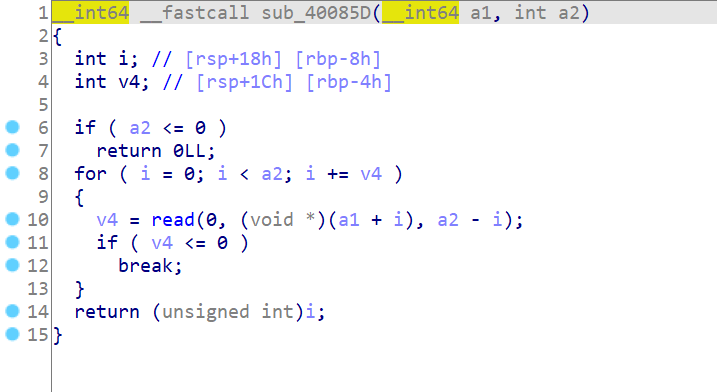 1 __int64 __fastcall sub_40085D(__int64 a1, int a2)
2 {
3   int i; // [rsp+18h] [rbp-8h]
4   int v4; // [rsp+1Ch] [rbp-4h]
5
6   if ( a2 <= 0 )
7     return 0LL;
8   for ( i = 0; i < a2; i += v4 )
9   {
10     v4 = read(0, (void *)(a1 + i), a2 - i);
11     if ( v4 <= 0 )
12       break;
13   }
14   return (unsigned int)i;
15 }